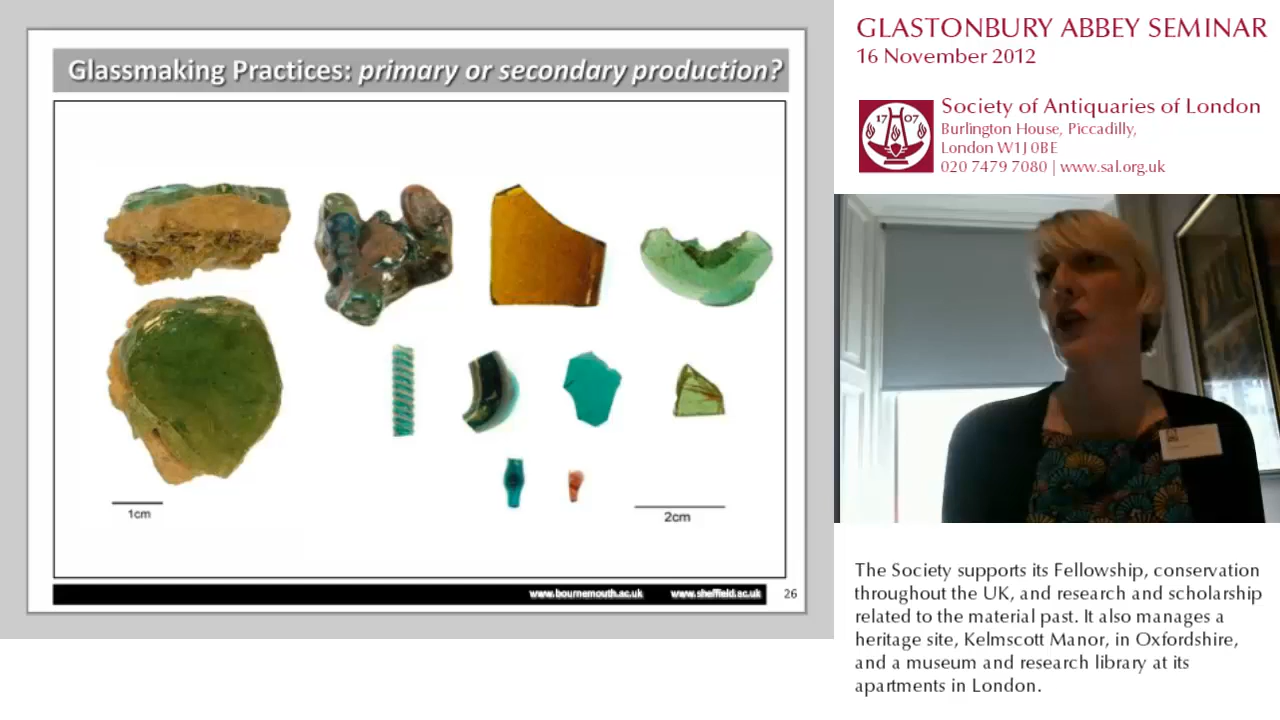 Glassmaking Practices: primary or secondary production?
1cm
2cm
www.bournemouth.ac.uk www.sheffield.ac.uk 26
GLASTONBURY ABBEY SEMINAR
16 November 2012
17 07
Society of Antiquaries of London
Burlington House, Piccadilly,
London W1J 0BE
020 7479 7080 | www.sal.org.uk
The Society supports its Fellowship, conservation
throughout the UK, and research and scholarship
related to the material past. It also manages a
heritage site, Kelmscott Manor, in Oxfordshire,
and a museum and research library at its
apartments in London.